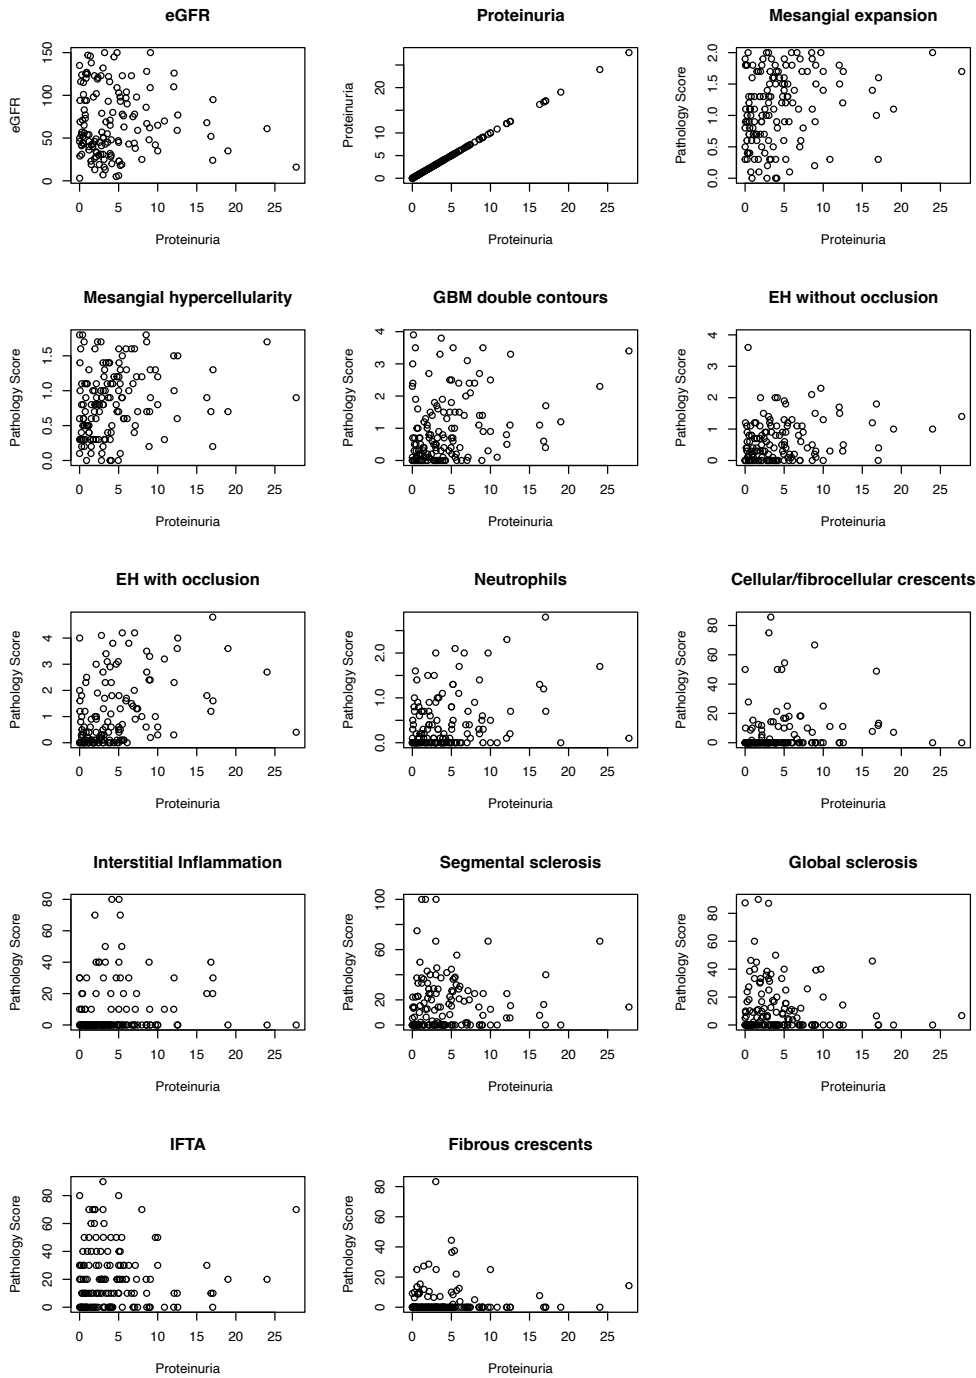 eGFR
eGFR
0 50 100 150
0 5 10 15 20 25
Proteinuria
Proteinuria
Proteinuria
0 5 10 20
0 5 10 15 20 25
Proteinuria
Mesangial expansion
Pathology Score
0.0 0.5 1.0 1.5 2.0
0 5 10 15 20 25
Proteinuria
Mesangial hypercellularity
Pathology Score
0.0 0.5 1.0 1.5
0 5 10 15 20 25
Proteinuria
GBM double contours
Pathology Score
0 1 2 3 4
0 5 10 15 20 25
Proteinuria
EH without occlusion
Pathology Score
0 1 2 3 4
0 5 10 15 20 25
Proteinuria
EH with occlusion
Pathology Score
0 1 2 3 4
0 5 10 15 20 25
Proteinuria
Neutrophils
Pathology Score
0.0 1.0 2.0
0 5 10 15 20 25
Proteinuria
Cellular/fibrocellular crescents
Pathology Score
0 20 40 60 80
0 5 10 15 20 25
Proteinuria
Interstitial Inflammation
Pathology Score
0 20 40 60 80
0 5 10 15 20 25
Proteinuria
Segmental sclerosis
Pathology Score
0 20 60 100
0 5 10 15 20 25
Proteinuria
Global sclerosis
Pathology Score
0 20 40 60 80
0 5 10 15 20 25
Proteinuria
IFTA
Pathology Score
0 20 40 60 80
0 5 10 15 20 25
Proteinuria
Fibrous crescents
Pathology Score
0 20 40 60 80
0 5 10 15 20 25
Proteinuria